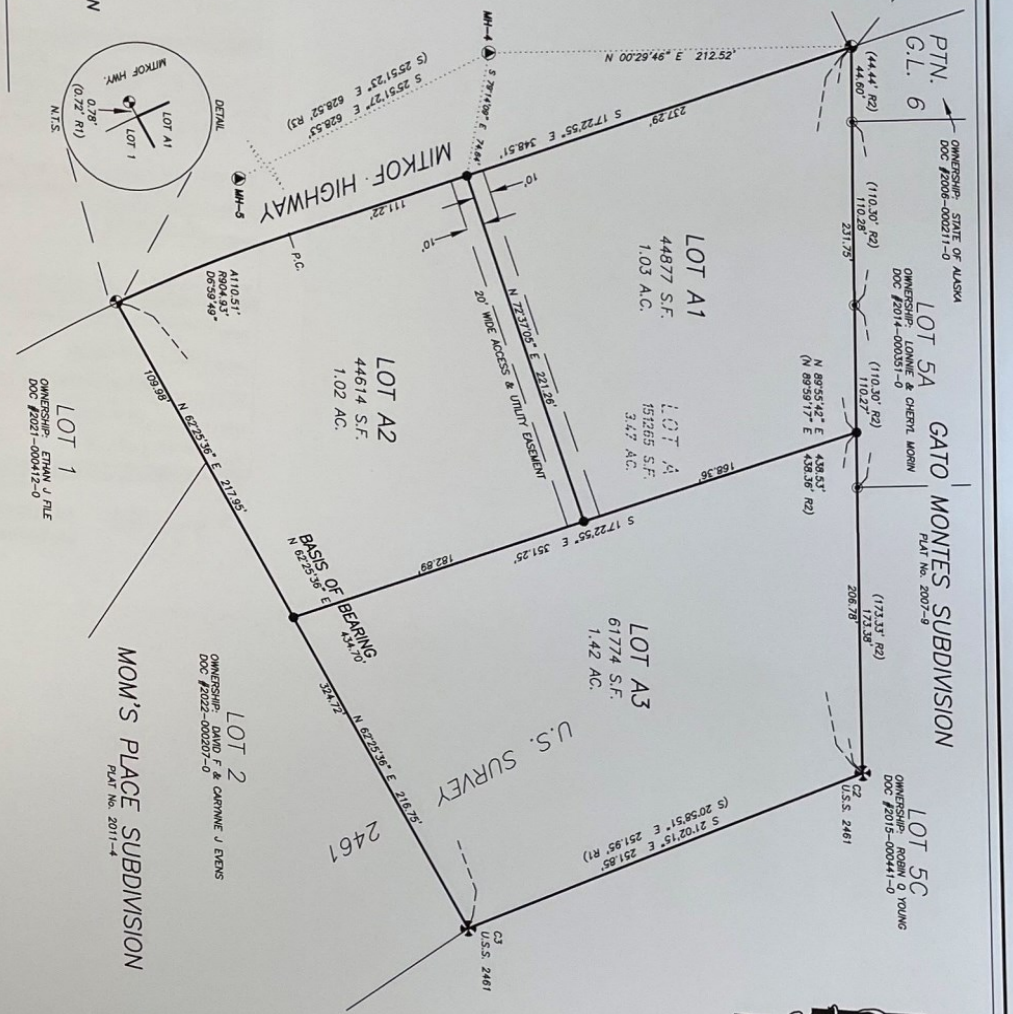 PTN.
G.L. 6
OWNERSHIP: STATE OF ALASKA
DOC #2006-000211-0
LOT 5A
OWNERSHIP: LONNIE & CHERYL MORIN
DOC #2014-000351-0
GATO MONTES SUBDIVISION
PLAT No. 2007-9
LOT 5C
OWNERSHIP: ROBIN Q YOUNG
DOC #2015-000441-0
(44.44' R2)
44.60'
(110.30' R2)
110.28'
231.75'
(110.30' R2)
110.27'
N 89°55'42" E 438.53'
(N 89°59'17" E 438.36' R2)
(173.33' R2)
173.38'
206.78'
C2
U.S.S. 2461
N 00°29'46" E 212.52'
MH-4
S 79°14'09" E 74.64'
S 25°51'27" E 628.53'
(S 25°51'23" E 628.52' R3)
MH-5
237.29'
S 17°22'55" E 348.51'
MITKOF HIGHWAY
111.22'
P.C.
A110.51'
R904.93'
D6°59'49"
10'
10'
LOT A1
44877 S.F.
1.03 A.C.
N 72°37'05" E 221.26'
20' WIDE ACCESS & UTILITY EASEMENT
LOT A
151265 S.F.
3.47 AC.
168.36'
S 17°22'55" E 351.25'
182.89'
LOT A2
44614 S.F.
1.02 AC.
LOT A3
61774 S.F.
1.42 AC.
U.S. SURVEY
2461
S 21°02'15" E 251.85'
(S 20°58'51" E 251.95' R1)
C3
U.S.S. 2461
BASIS OF BEARING
N 62°25'36" E 434.70'
109.98'
N 62°25'36" E 217.95'
324.72'
N 62°25'36" E 216.75'
LOT 1
OWNERSHIP: ETHAN J FILE
DOC #2021-000412-0
LOT 2
OWNERSHIP: DAVID F & CARYNNE J EVENS
DOC #2022-000207-0
MOM'S PLACE SUBDIVISION
PLAT No. 2011-4
DETAIL
MITKOF HWY.
LOT A1
LOT 1
0.78'
(0.72' R1)
N.T.S.
N